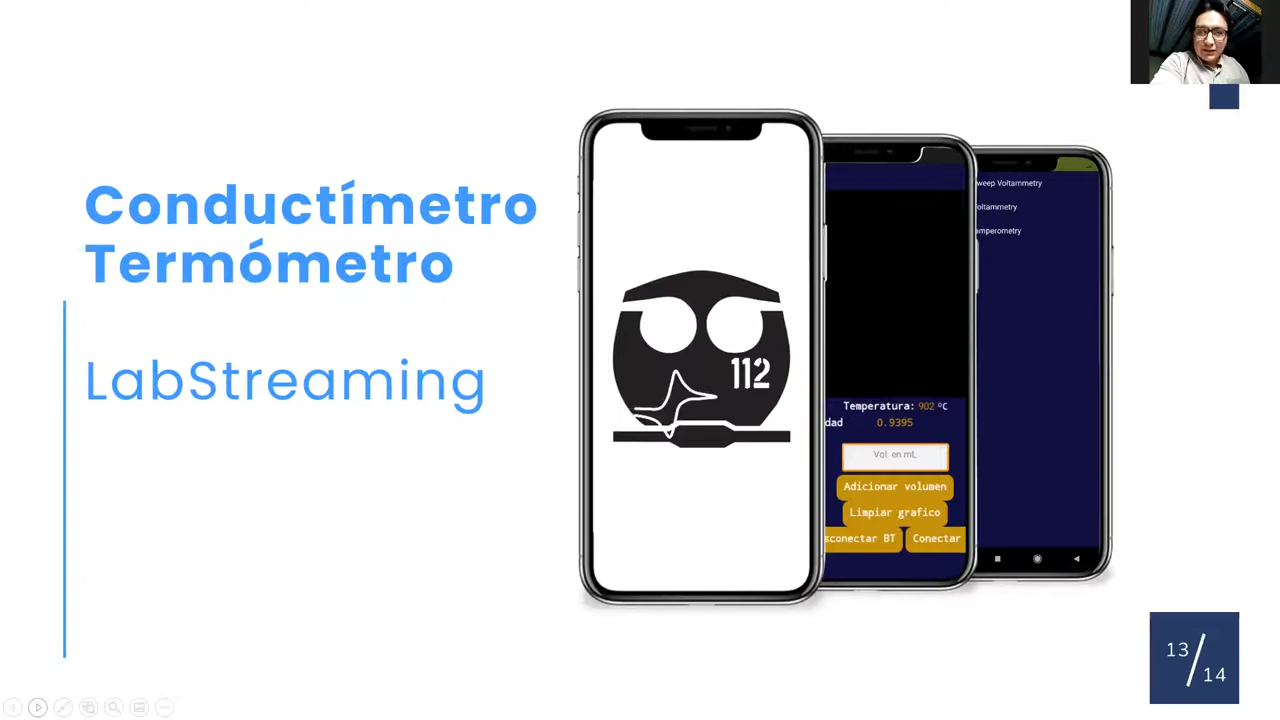 Conductímetro
Termómetro
LabStreaming
112
Temperatura: 902 ºC
dad 0.9395
Vol en mL
Adicionar volumen
Limpiar grafico
sconectar BT Conectar
weep Voltammetry
oltammetry
mperometry
13/14